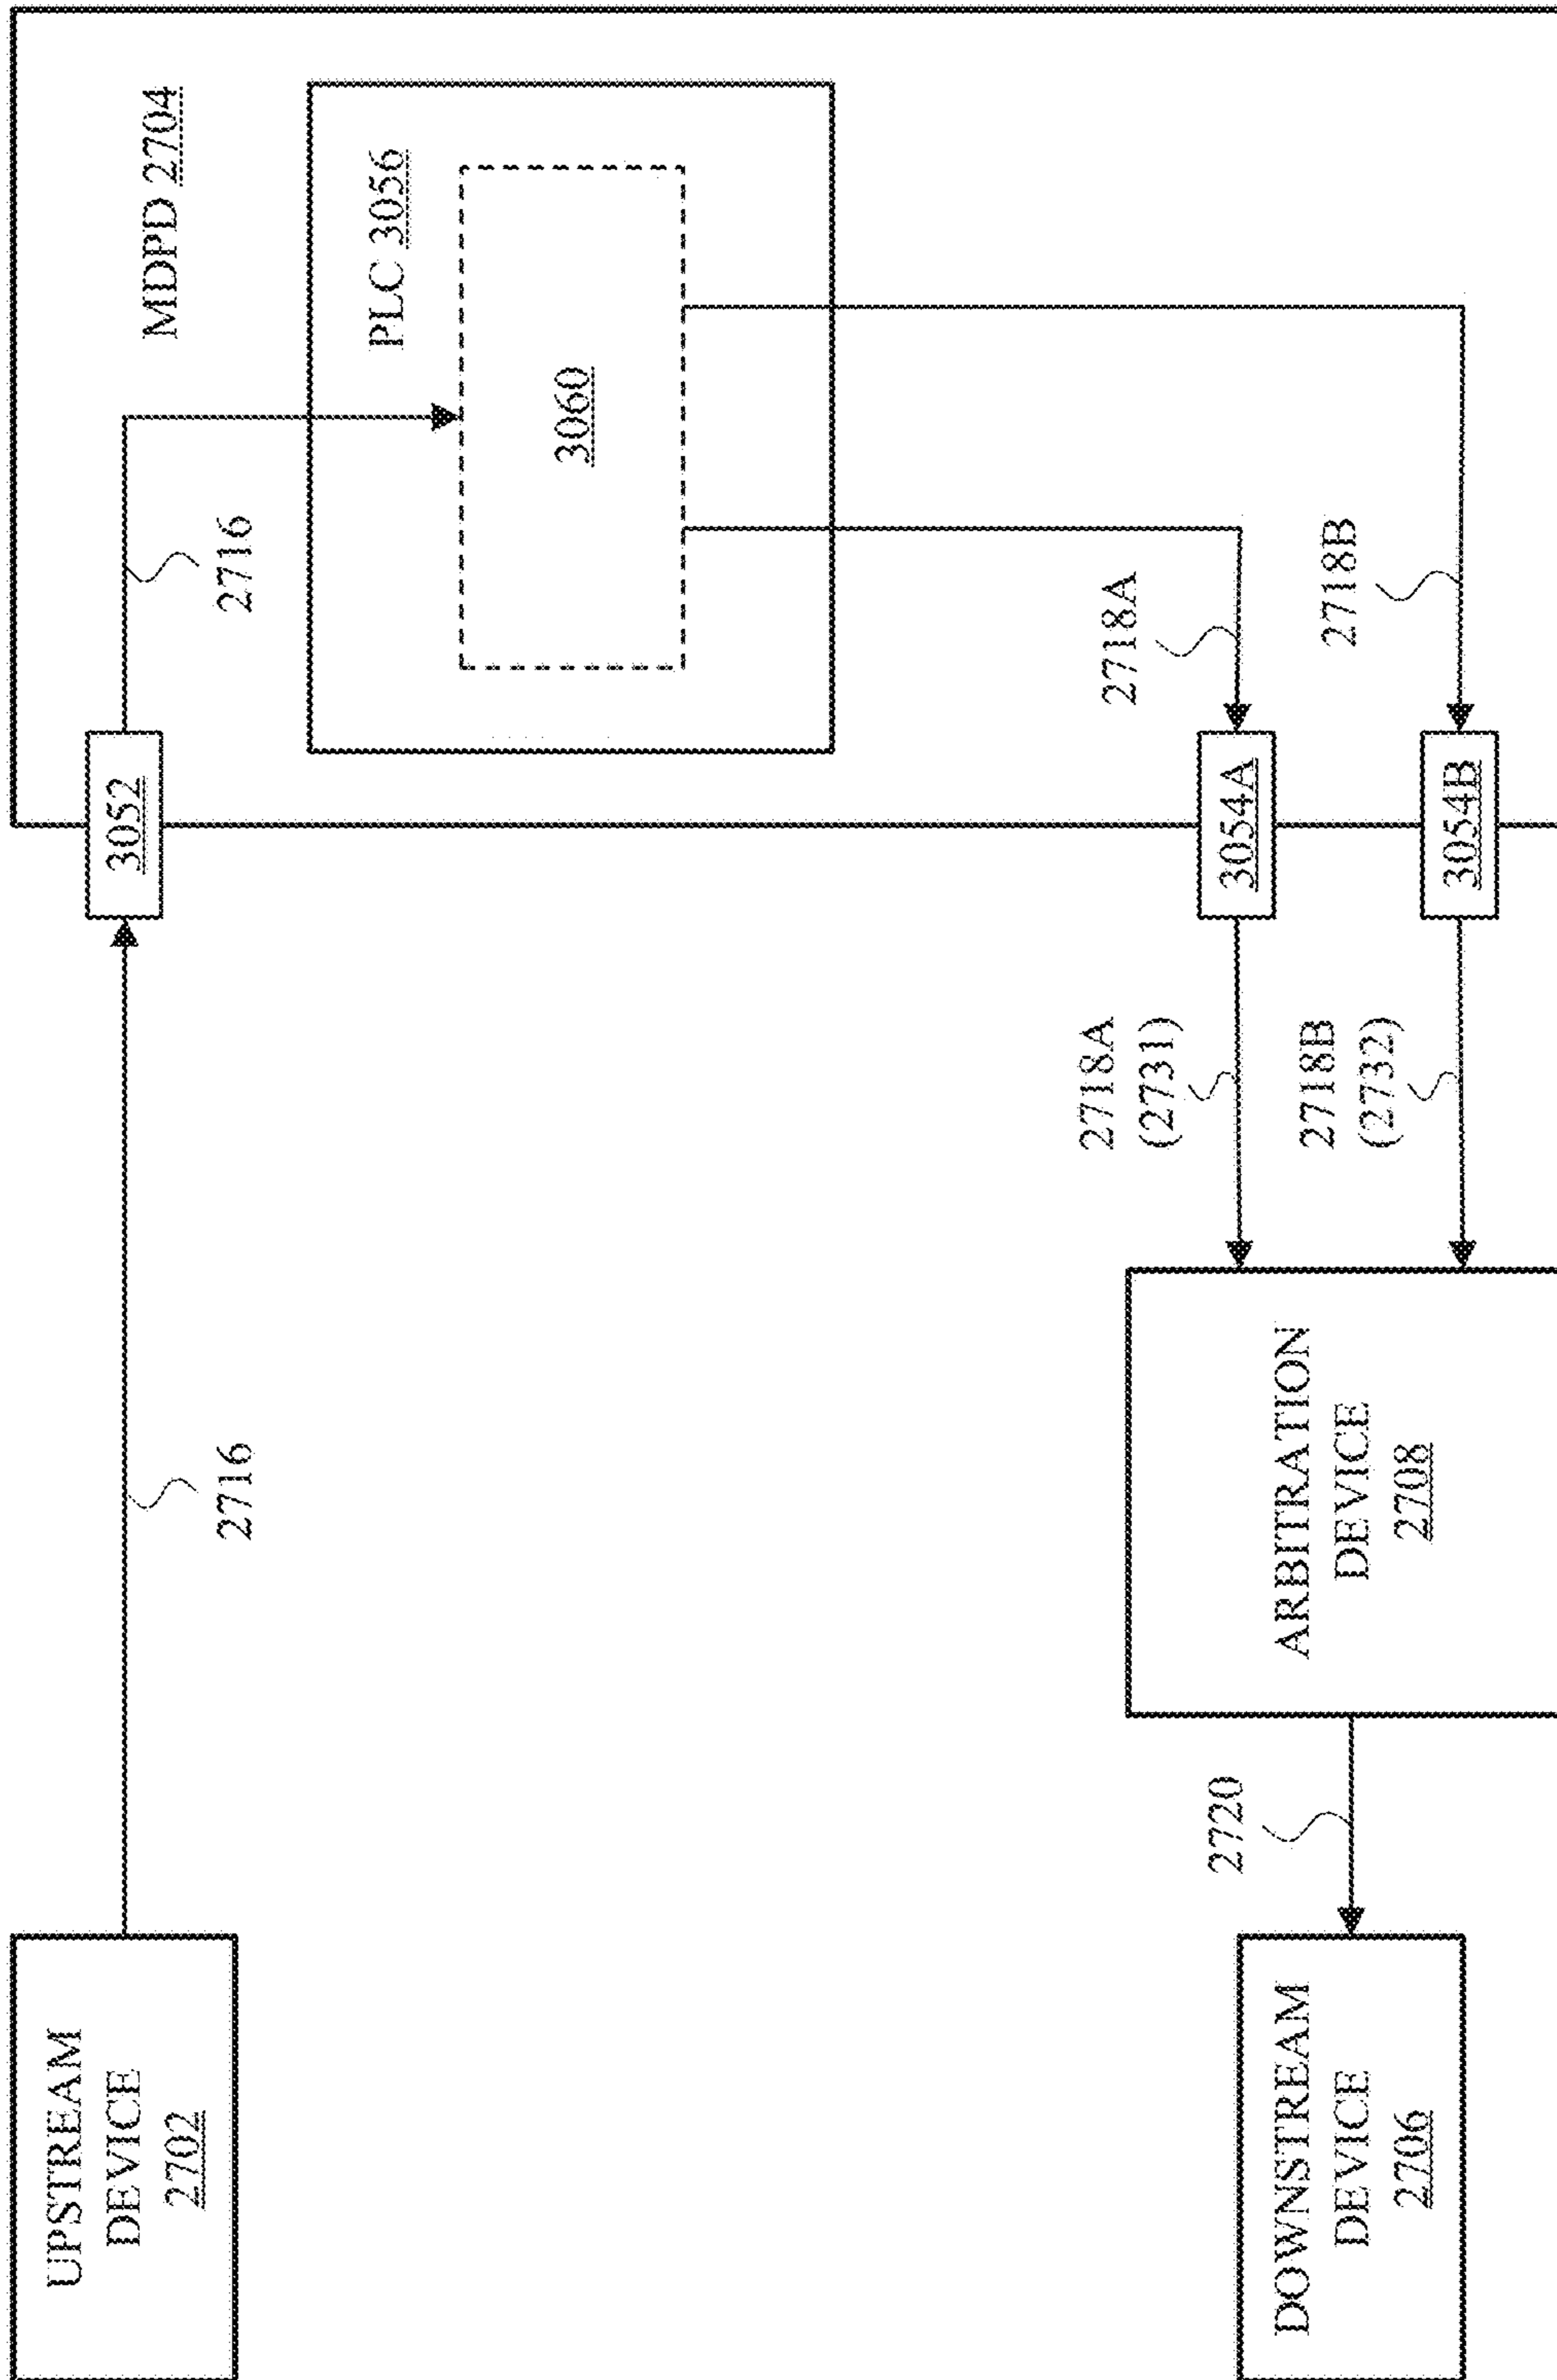 UPSTREAM
DEVICE
2702
2716
3052
2716
MDPD 2704
PLC 3056
3060
2718A
2718B
3054A
3054B
2718A
(2731)
2718B
(2732)
ARBITRATION
DEVICE
2708
2720
DOWNSTREAM
DEVICE
2706